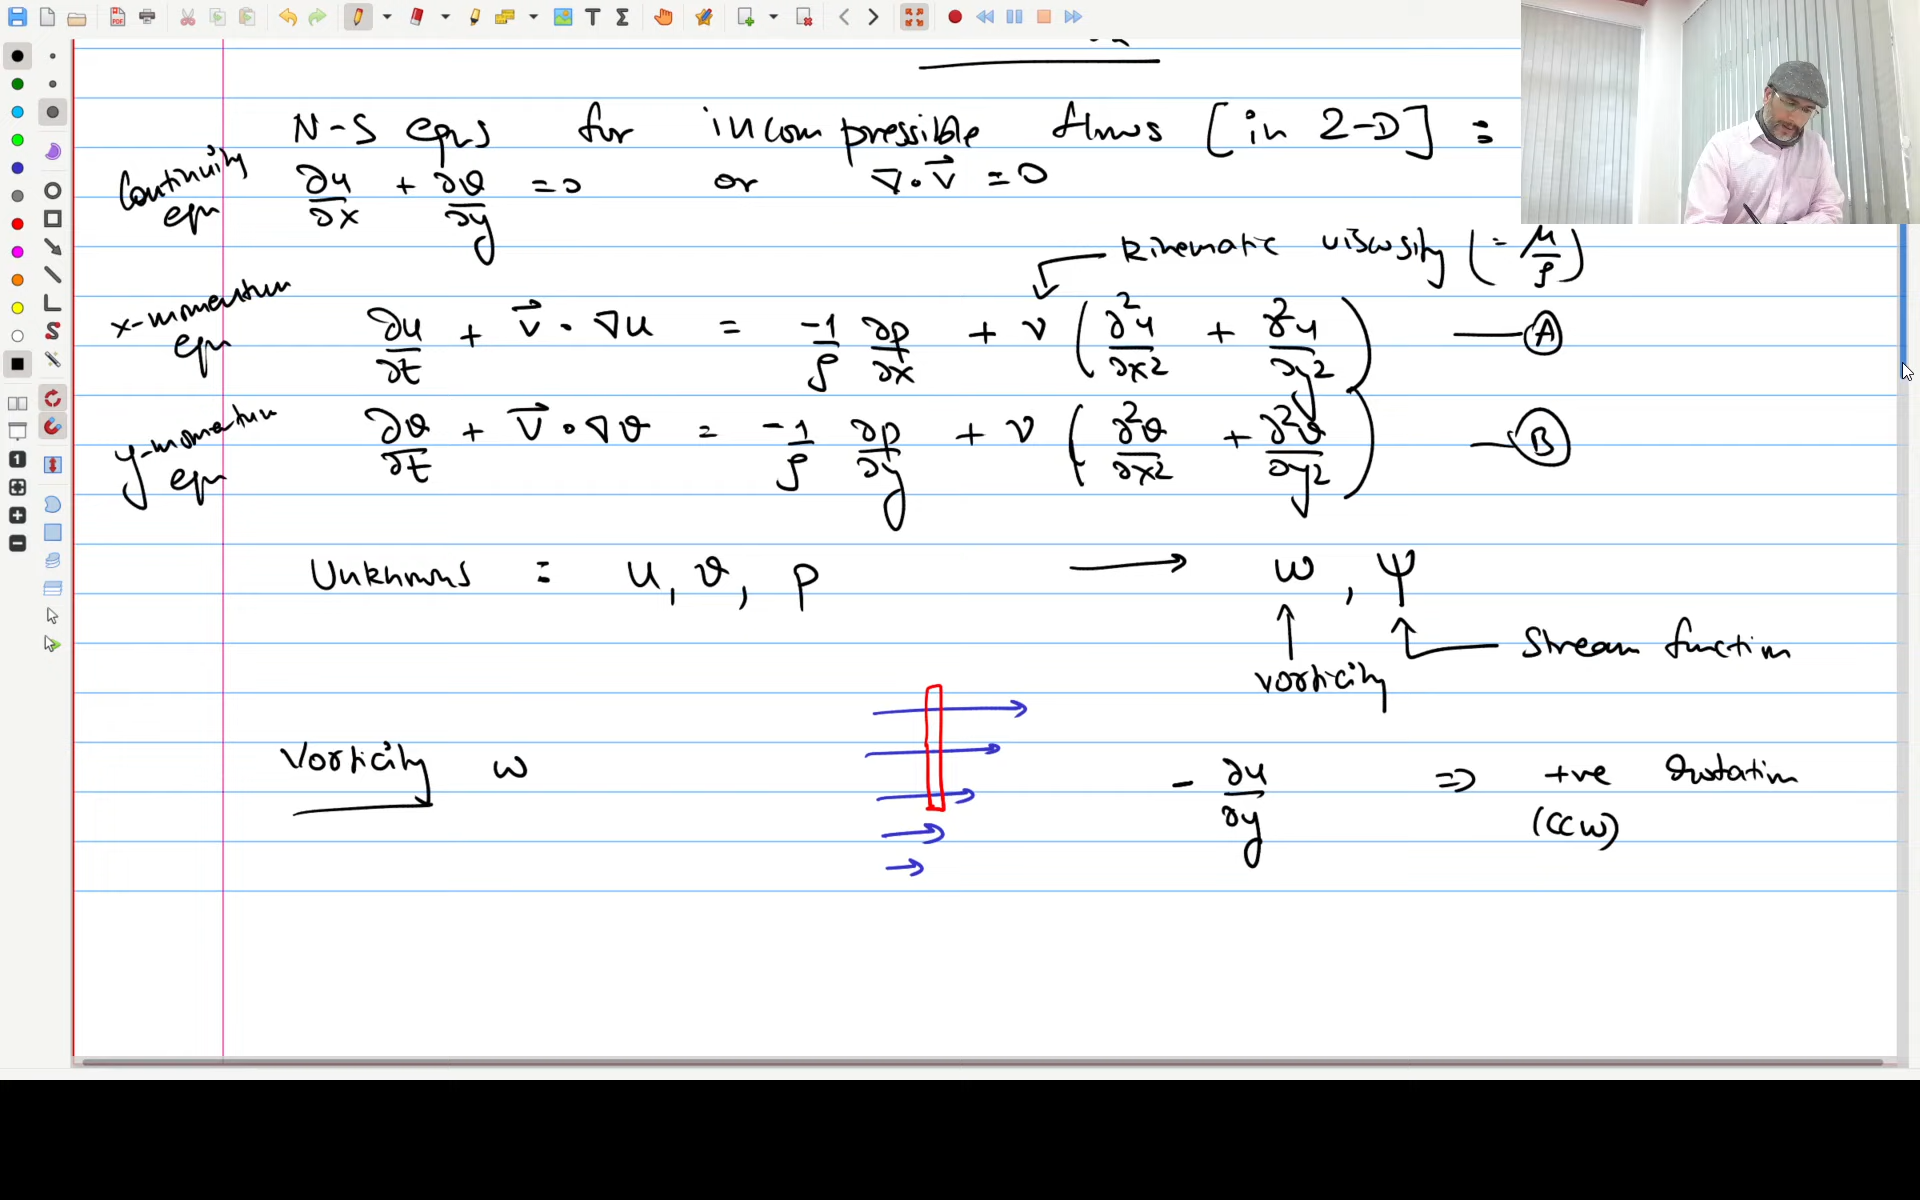 N-S eqns for incompressible flows [in 2-D] :
Continuity eqn ∂u/∂x + ∂v/∂y = 0 or ∇·v⃗ = 0
Kinematic viscosity (= μ/ρ)
x-momentum eqn ∂u/∂t + v⃗·∇u = -1/ρ ∂p/∂x + ν (∂²u/∂x² + ∂²u/∂y²) —— A
y-momentum eqn ∂v/∂t + v⃗·∇v = -1/ρ ∂p/∂y + ν (∂²v/∂x² + ∂²v/∂y²) —— B
Unknowns : u, v, p → ω, ψ
Stream function
vorticity
Vorticity ω - ∂u/∂y ⇒ +ve rotation
(CCW)